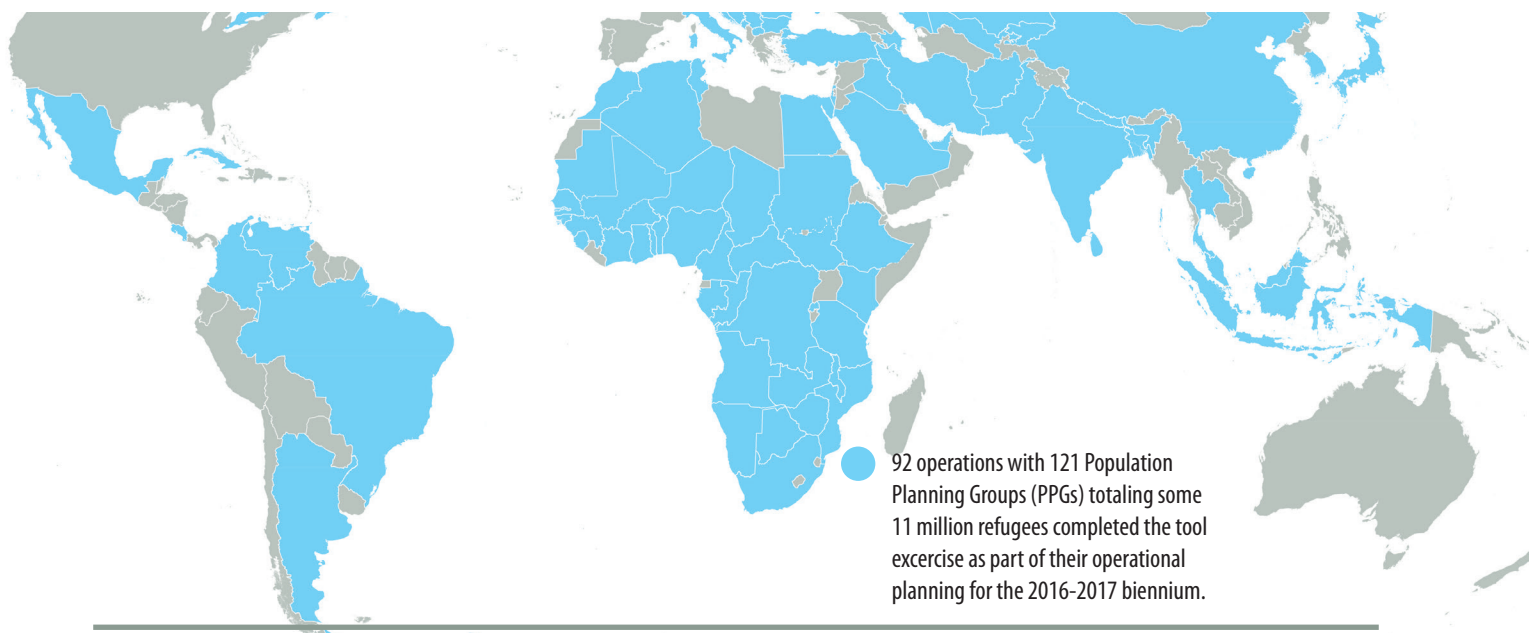 92 operations with 121 Population
Planning Groups (PPGs) totaling some
11 million refugees completed the tool
excercise as part of their operational
planning for the 2016-2017 biennium.